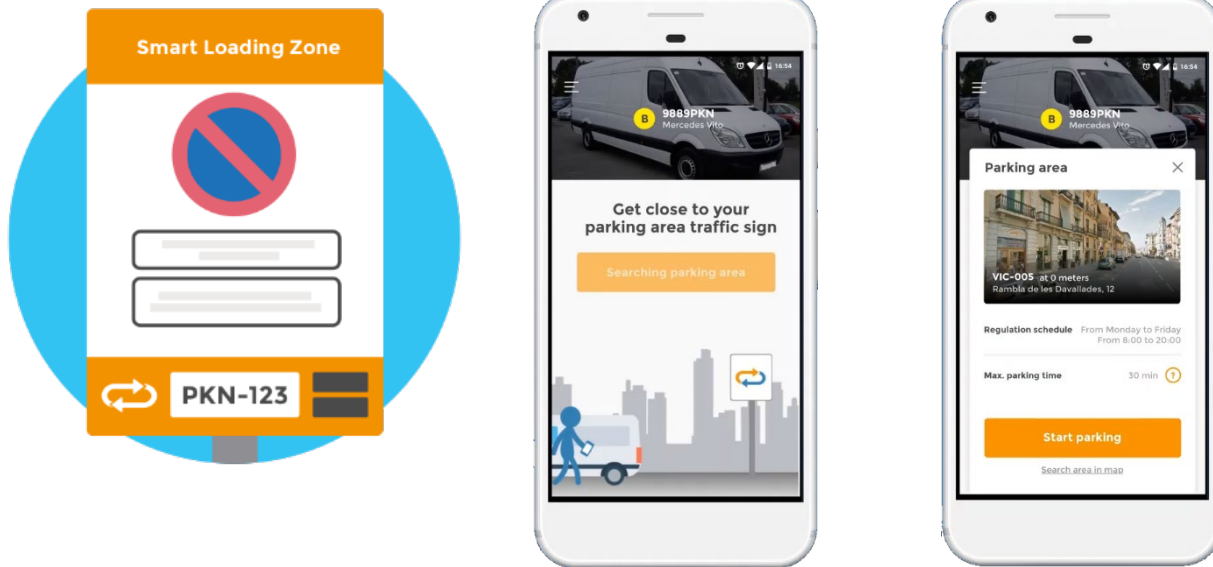 Smart Loading Zone
PKN-123
16:54
B
9889PKN
Mercedes Vito
Get close to your
parking area traffic sign
Searching parking area
16:54
B
9889PKN
Mercedes Vito
Parking area
VIC-005 at 0 meters
Rambla de les Davallades, 12
Regulation schedule From Monday to Friday
From 8:00 to 20:00
Max. parking time 30 min ?
Start parking
Search area in map